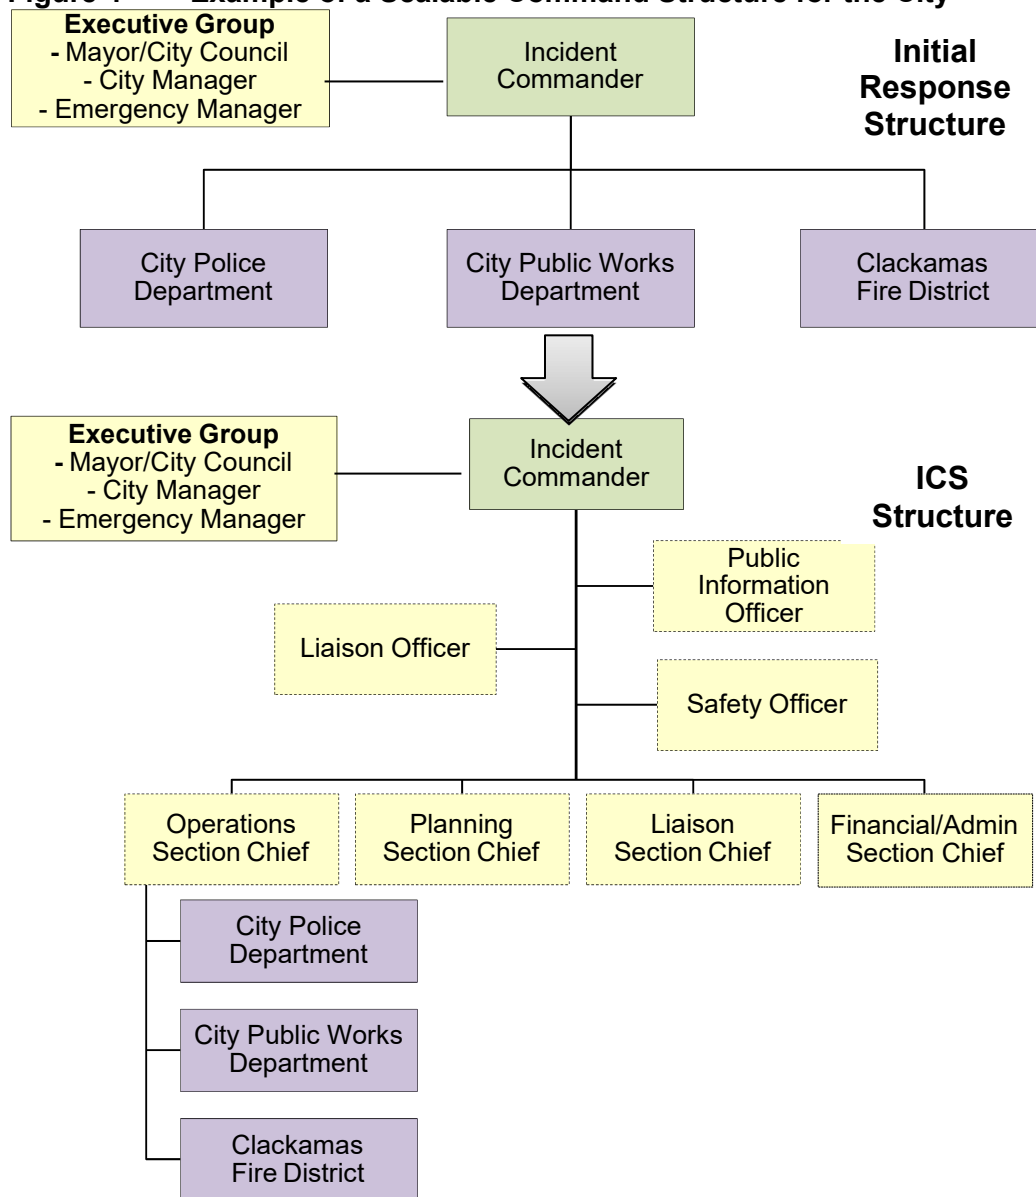 Figure 4 Example of a Scalable Command Structure for the City
Executive Group
- Mayor/City Council
- City Manager
- Emergency Manager
Incident
Commander
Initial
Response
Structure
City Police
Department
City Public Works
Department
Clackamas
Fire District
Executive Group
- Mayor/City Council
- City Manager
- Emergency Manager
Incident
Commander
ICS
Structure
Public
Information
Officer
Liaison Officer
Safety Officer
Operations
Section Chief
Planning
Section Chief
Liaison
Section Chief
Financial/Admin
Section Chief
City Police
Department
City Public Works
Department
Clackamas
Fire District